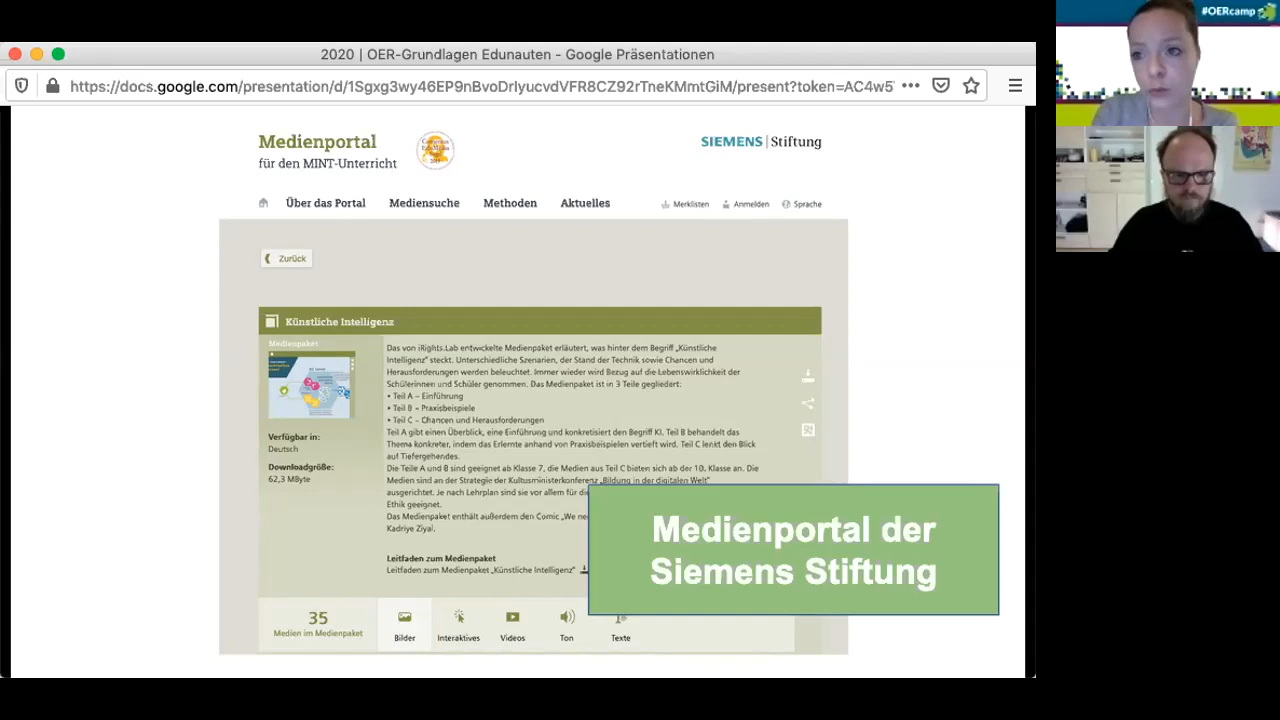 #OERcamp
2020 | OER-Grundlagen Edunauten - Google Präsentationen
Medienportal
für den MINT-Unterricht
SIEMENS | Stiftung
Über das Portal Mediensuche Methoden Aktuelles Merklisten Anmelden Sprache
Zurück
Künstliche Intelligenz
Medienpaket
Verfügbar in:
Deutsch
Downloadgröße:
62,3 MByte
Das von iRights.Lab entwickelte Medienpaket erläutert, was hinter dem Begriff „Künstliche
Intelligenz" steckt. Unterschiedliche Szenarien, der Stand der Technik sowie Chancen und
Herausforderungen werden beleuchtet. Immer wieder wird Bezug auf die Lebenswirklichkeit der
Schülerinnen und Schüler genommen. Das Medienpaket ist in 3 Teile gegliedert:
• Teil A – Einführung
• Teil B – Praxisbeispiele
• Teil C – Chancen und Herausforderungen
Teil A gibt einen Überblick, eine Einführung und konkretisiert den Begriff KI. Teil B behandelt das
Thema konkreter, indem das Erlernte anhand von Praxisbeispielen vertieft wird. Teil C lenkt den Blick
auf Tiefergehendes.
Die Teile A und B sind geeignet ab Klasse 7, die Medien aus Teil C bieten sich ab der 10. Klasse an. Die
Medien sind an der Strategie der Kultusministerkonferenz „Bildung in der digitalen Welt"
ausgerichtet. Je nach Lehrplan sind sie vor allem für die
Ethik geeignet.
Das Medienpaket enthält außerdem den Comic „We
Kadriye Ziyal.
Leitfaden zum Medienpaket
Leitfaden zum Medienpaket „Künstliche Intelligenz"
35
Medien im Medienpaket
Bilder Interaktives Videos Ton Texte
Medienportal der
Siemens Stiftung